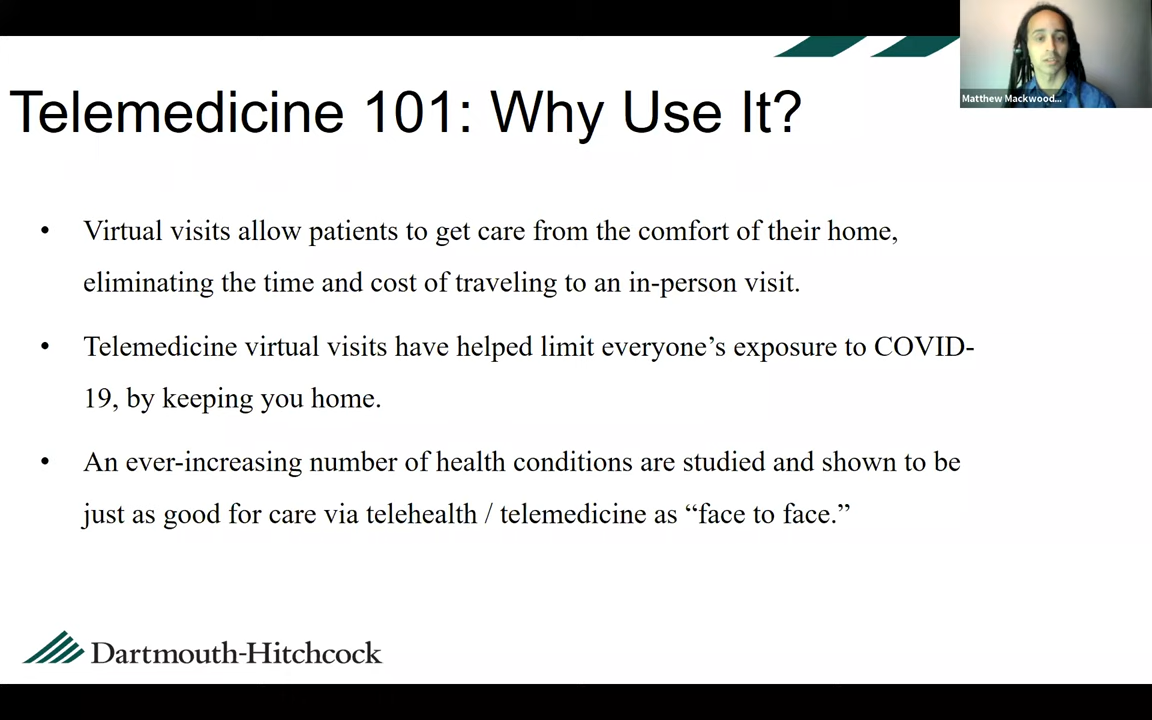 Matthew Mackwood...
Telemedicine 101: Why Use It?
• Virtual visits allow patients to get care from the comfort of their home,
eliminating the time and cost of traveling to an in-person visit.
• Telemedicine virtual visits have helped limit everyone’s exposure to COVID-
19, by keeping you home.
• An ever-increasing number of health conditions are studied and shown to be
just as good for care via telehealth / telemedicine as “face to face.”
Dartmouth-Hitchcock